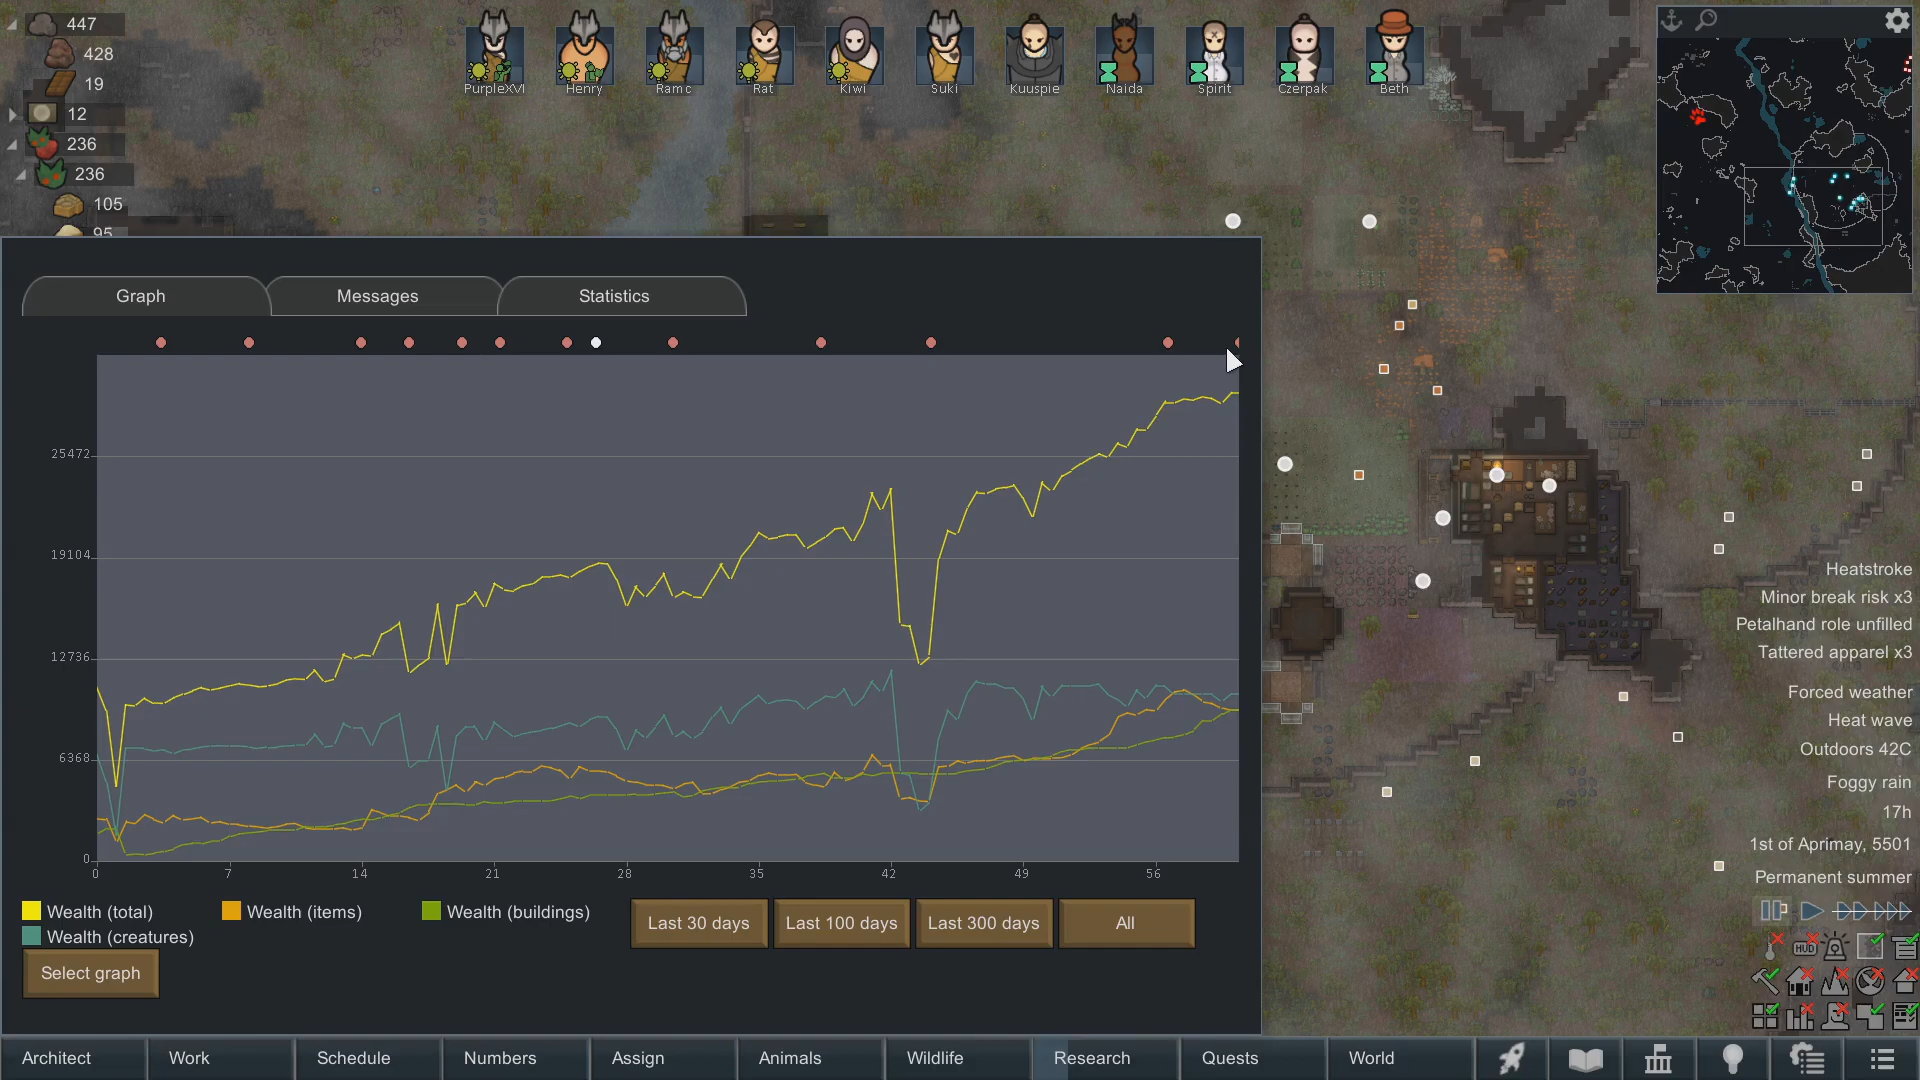 447
428
19
12
236
236
105
95
PurpleXVI
Henry
Ramc
Rat
Kiwi
Suki
Kuuspie
Naida
Spirit
Czerpak
Beth
Graph
Messages
Statistics
25472
19104
12736
6368
0
0 7 14 21 28 35 42 49 56
Wealth (total)
Wealth (items)
Wealth (buildings)
Wealth (creatures)
Last 30 days
Last 100 days
Last 300 days
All
Select graph
Heatstroke
Minor break risk x3
Petalhand role unfilled
Tattered apparel x3
Forced weather
Heat wave
Outdoors 42C
Foggy rain
17h
1st of Aprimay, 5501
Permanent summer
HUD
Architect
Work
Schedule
Numbers
Assign
Animals
Wildlife
Research
Quests
World